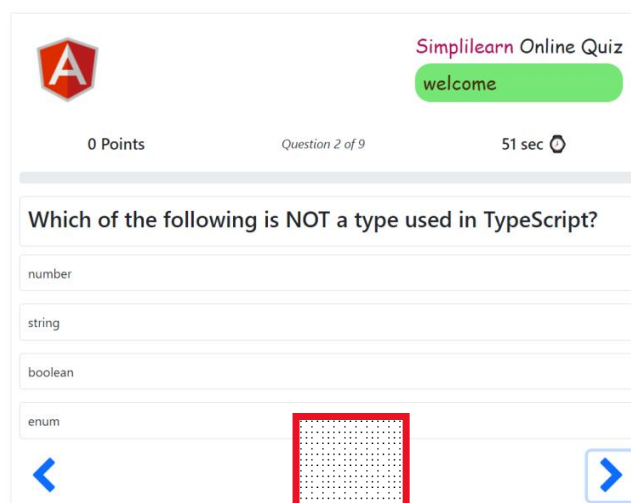 Simplilearn Online Quiz
welcome
0 Points
Question 2 of 9
51 sec
Which of the following is NOT a type used in TypeScript?
number
string
boolean
enum